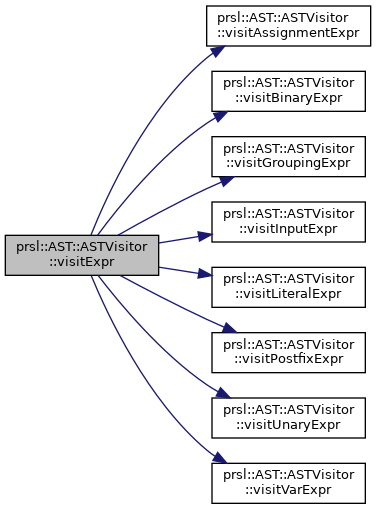 prsl::AST::ASTVisitor
::visitAssignmentExpr
prsl::AST::ASTVisitor
::visitBinaryExpr
prsl::AST::ASTVisitor
::visitGroupingExpr
prsl::AST::ASTVisitor
::visitInputExpr
prsl::AST::ASTVisitor
::visitExpr
prsl::AST::ASTVisitor
::visitLiteralExpr
prsl::AST::ASTVisitor
::visitPostfixExpr
prsl::AST::ASTVisitor
::visitUnaryExpr
prsl::AST::ASTVisitor
::visitVarExpr